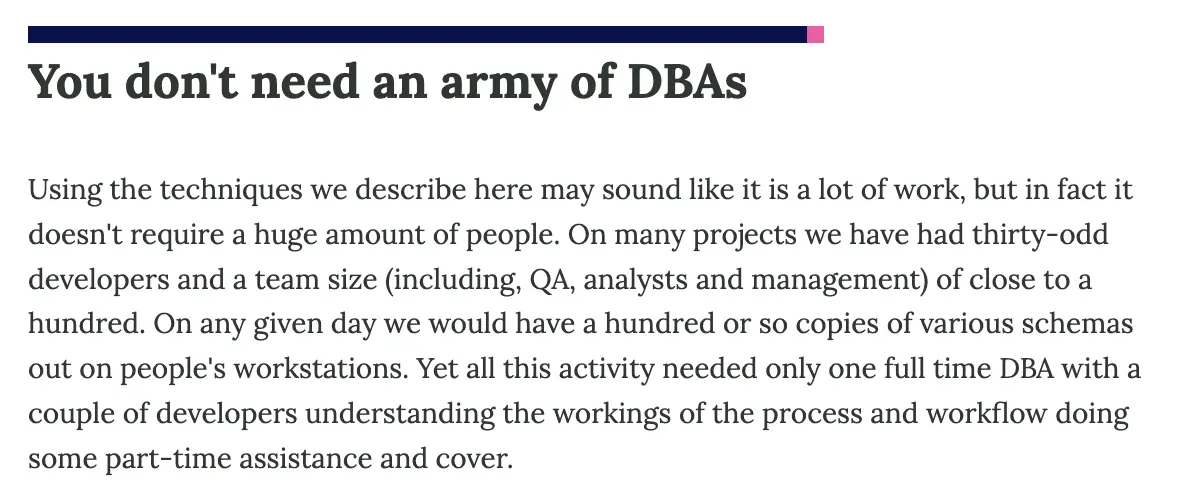 You don't need an army of DBAs
Using the techniques we describe here may sound like it is a lot of work, but in fact it
doesn't require a huge amount of people. On many projects we have had thirty-odd
developers and a team size (including, QA, analysts and management) of close to a
hundred. On any given day we would have a hundred or so copies of various schemas
out on people's workstations. Yet all this activity needed only one full time DBA with a
couple of developers understanding the workings of the process and workflow doing
some part-time assistance and cover.